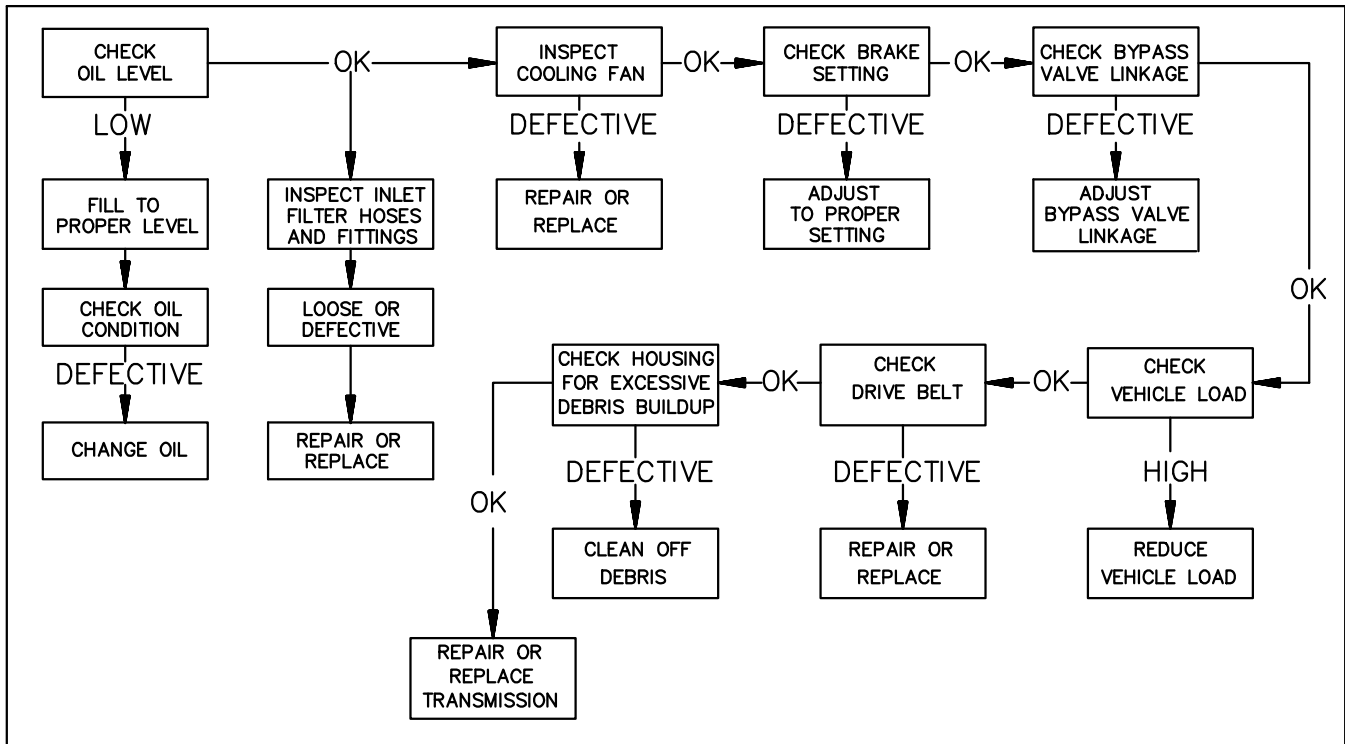 CHECK
OIL LEVEL
OK
INSPECT
COOLING FAN
OK
CHECK BRAKE
SETTING
OK
CHECK BYPASS
VALVE LINKAGE
LOW
DEFECTIVE
DEFECTIVE
DEFECTIVE
FILL TO
PROPER LEVEL
INSPECT INLET
FILTER HOSES
AND FITTINGS
REPAIR OR
REPLACE
ADJUST
TO PROPER
SETTING
ADJUST
BYPASS VALVE
LINKAGE
OK
CHECK OIL
CONDITION
LOOSE OR
DEFECTIVE
DEFECTIVE
CHECK HOUSING
FOR EXCESSIVE
DEBRIS BUILDUP
OK
CHECK
DRIVE BELT
OK
CHECK
VEHICLE LOAD
CHANGE OIL
REPAIR OR
REPLACE
OK
DEFECTIVE
DEFECTIVE
HIGH
CLEAN OFF
DEBRIS
REPAIR OR
REPLACE
REDUCE
VEHICLE LOAD
REPAIR OR
REPLACE
TRANSMISSION